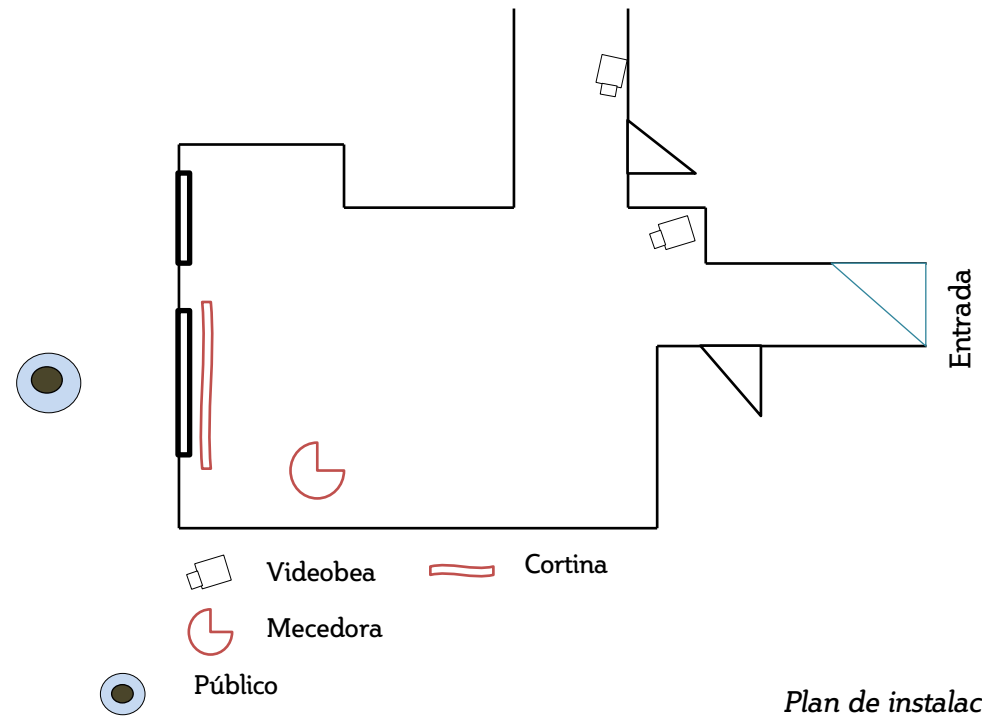 Entrada
Videobea
Cortina
Mecedora
Público
Plan de instalac